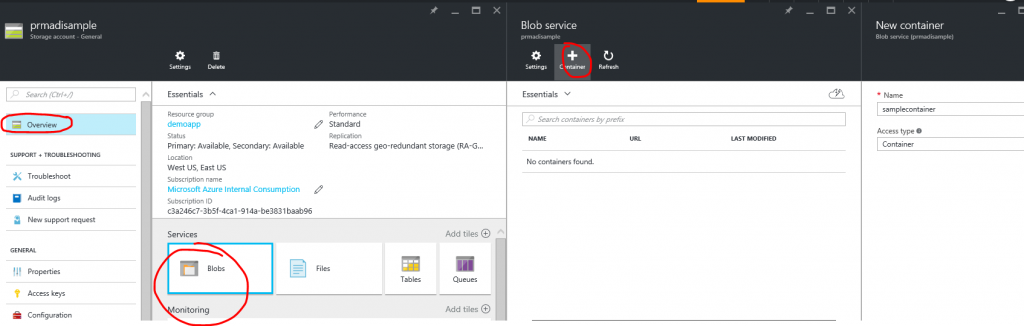 prmadisample
Storage account - General
Settings
Delete
Search (Ctrl+/)
Overview
SUPPORT + TROUBLESHOOTING
Troubleshoot
Audit logs
New support request
GENERAL
Properties
Access keys
Configuration
Essentials
Resource group
demoapp
Status
Primary: Available, Secondary: Available
Location
West US, East US
Subscription name
Microsoft Azure Internal Consumption
Subscription ID
c3a246c7-3b5f-4ca1-914a-be3831baab96
Performance
Standard
Replication
Read-access geo-redundant storage (RA-G...
Services
Add tiles
Blobs
Files
Tables
Queues
Monitoring
Add tiles
Blob service
prmadisample
Settings
Container
Refresh
Essentials
Search containers by prefix
NAME URL LAST MODIFIED
No containers found.
New container
Blob service (prmadisample)
* Name
samplecontainer
Access type
Container